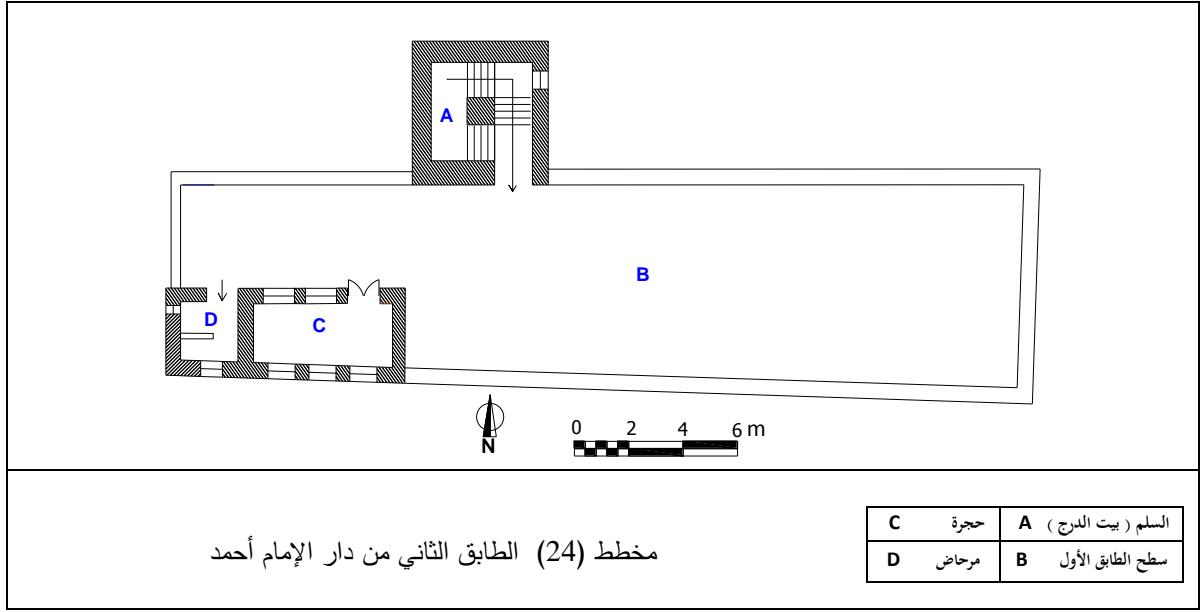 A
B
D
C
N
0 2 4 6 m
السلم ( بيت الدرج ) A حجرة C
سطح الطابق الأول B مرحاض D
مخطط (24) الطابق الثاني من دار الإمام أحمد